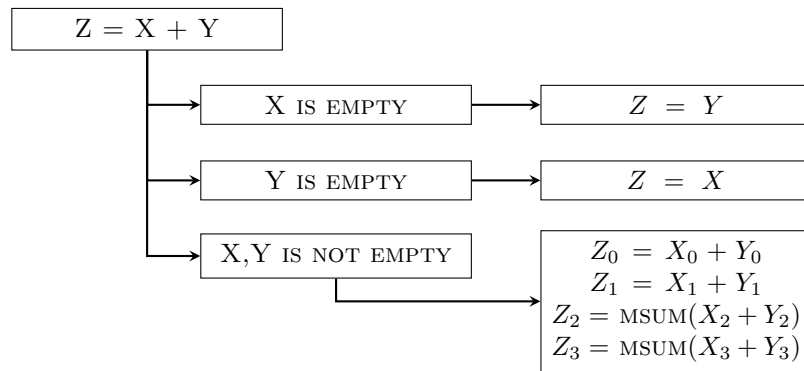 Z = X + Y
X IS EMPTY
Z = Y
Y IS EMPTY
Z = X
X,Y IS NOT EMPTY
Z₀ = X₀ + Y₀
Z₁ = X₁ + Y₁
Z₂ = MSUM(X₂ + Y₂)
Z₃ = MSUM(X₃ + Y₃)